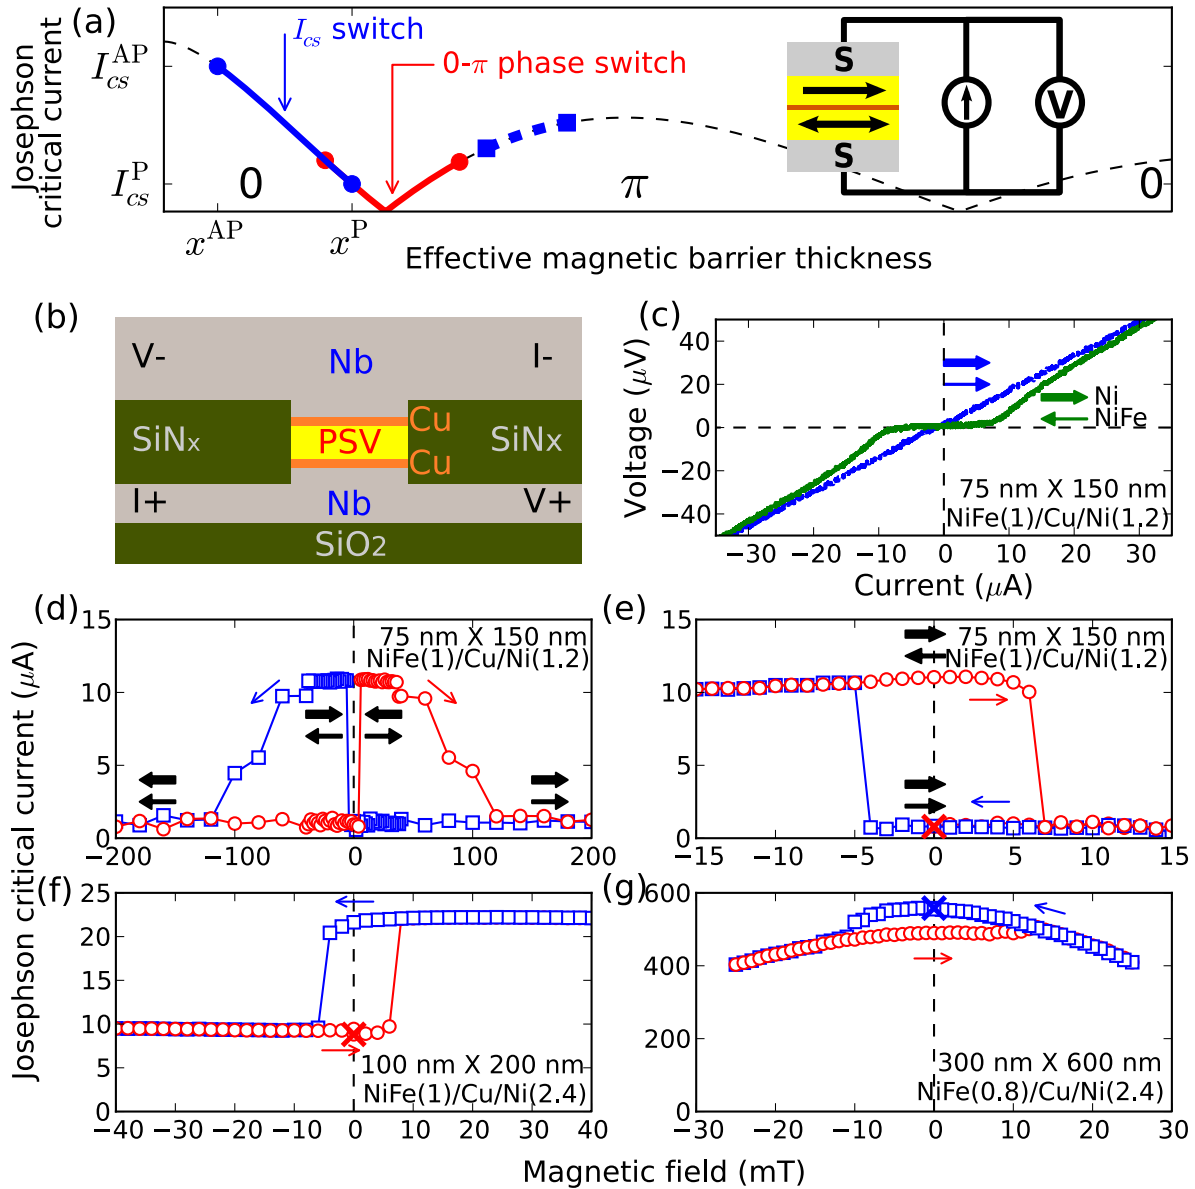 (a)
Josephson
critical current
I_cs^AP
I_cs^P
I_cs switch
0-π phase switch
S
S
V
0
π
0
x^AP
x^P
Effective magnetic barrier thickness
(b)
V-
Nb
I-
SiNx
Cu
PSV
Cu
SiNx
I+
Nb
V+
SiO2
(c)
Voltage (μV)
40
20
0
−20
−40
Ni
NiFe
75 nm X 150 nm
NiFe(1)/Cu/Ni(1.2)
−30 −20 −10 0 10 20 30
Current (μA)
Josephson critical current (μA)
(d)
15
10
5
0
75 nm X 150 nm
NiFe(1)/Cu/Ni(1.2)
−200 −100 0 100 200
(e)
15
10
5
0
75 nm X 150 nm
NiFe(1)/Cu/Ni(1.2)
−15 −10 −5 0 5 10 15
(f)
25
20
15
10
5
0
100 nm X 200 nm
NiFe(1)/Cu/Ni(2.4)
−40 −30 −20 −10 0 10 20 30 40
(g)
600
400
200
0
300 nm X 600 nm
NiFe(0.8)/Cu/Ni(2.4)
−30 −20 −10 0 10 20 30
Magnetic field (mT)